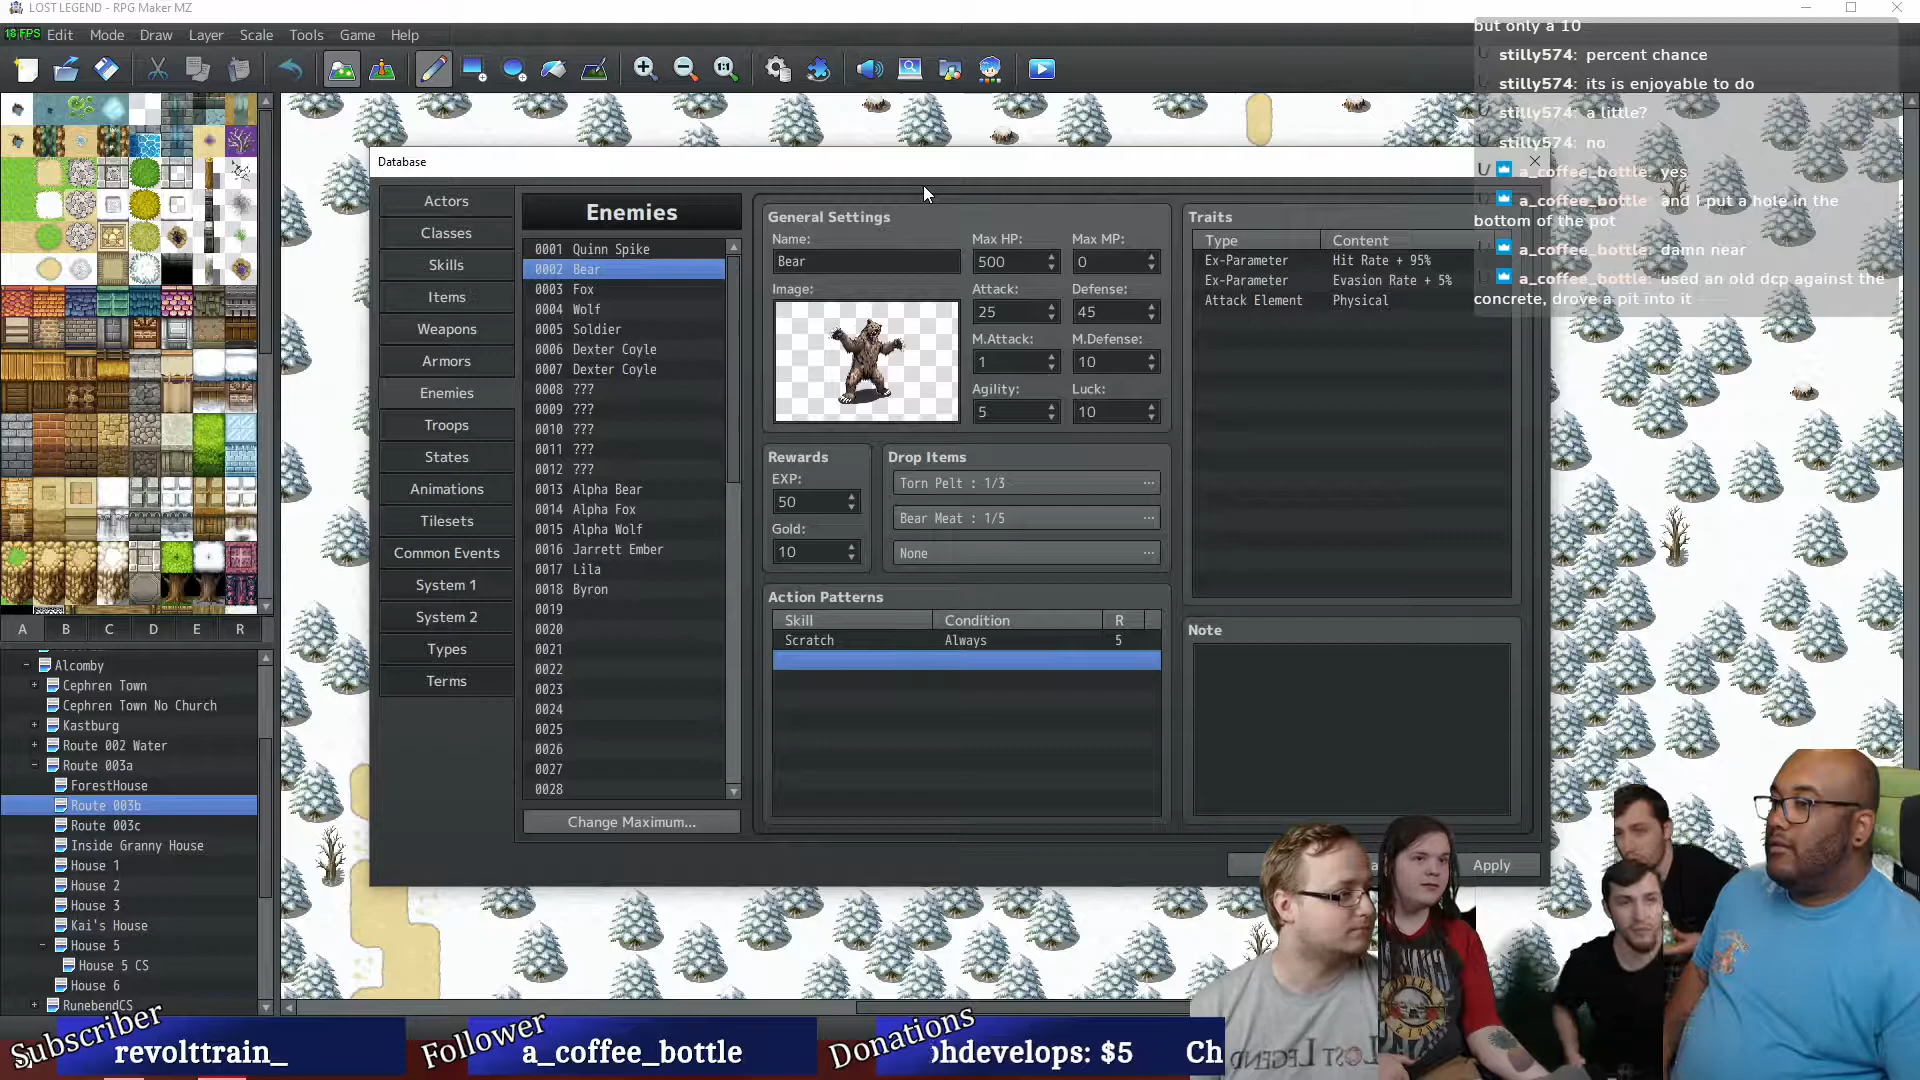 LOST LEGEND - RPG Maker MZ
18 FPS
Edit Mode Draw Layer Scale Tools Game Help
but only a 10
stilly574: percent chance
stilly574: its is enjoyable to do
stilly574: a little?
stilly574: no
a_coffee_bottle: yes
a_coffee_bottle: and I put a hole in the
bottom of the pot
a_coffee_bottle: damn near
a_coffee_bottle: used an old dcp against the
concrete, drove a pit into it
Database
Actors
Classes
Skills
Items
Weapons
Armors
Enemies
Troops
States
Animations
Tilesets
Common Events
System 1
System 2
Types
Terms
Enemies
0001 Quinn Spike
0002 Bear
0003 Fox
0004 Wolf
0005 Soldier
0006 Dexter Coyle
0007 Dexter Coyle
0008 ???
0009 ???
0010 ???
0011 ???
0012 ???
0013 Alpha Bear
0014 Alpha Fox
0015 Alpha Wolf
0016 Jarrett Ember
0017 Lila
0018 Byron
0019
0020
0021
0022
0023
0024
0025
0026
0027
0028
Change Maximum...
General Settings
Name: Max HP: Max MP:
Bear 500 0
Image: Attack: Defense:
25 45
M.Attack: M.Defense:
1 10
Agility: Luck:
5 10
Rewards
EXP:
50
Gold:
10
Drop Items
Torn Pelt : 1/3 ...
Bear Meat : 1/5 ...
None ...
Action Patterns
Skill Condition R
Scratch Always 5
Traits
Type Content
Ex-Parameter Hit Rate + 95%
Ex-Parameter Evasion Rate + 5%
Attack Element Physical
Note
Apply
A B C D E R
Alcomby
Cephren Town
Cephren Town No Church
Kastburg
Route 002 Water
Route 003a
ForestHouse
Route 003b
Route 003c
Inside Granny House
House 1
House 2
House 3
Kai's House
House 5
House 5 CS
House 6
RunebendCS
Subscriber
revolttrain_
Follower
a_coffee_bottle
Donations
ohdevelops: $5 Ch
LOST LEGEND